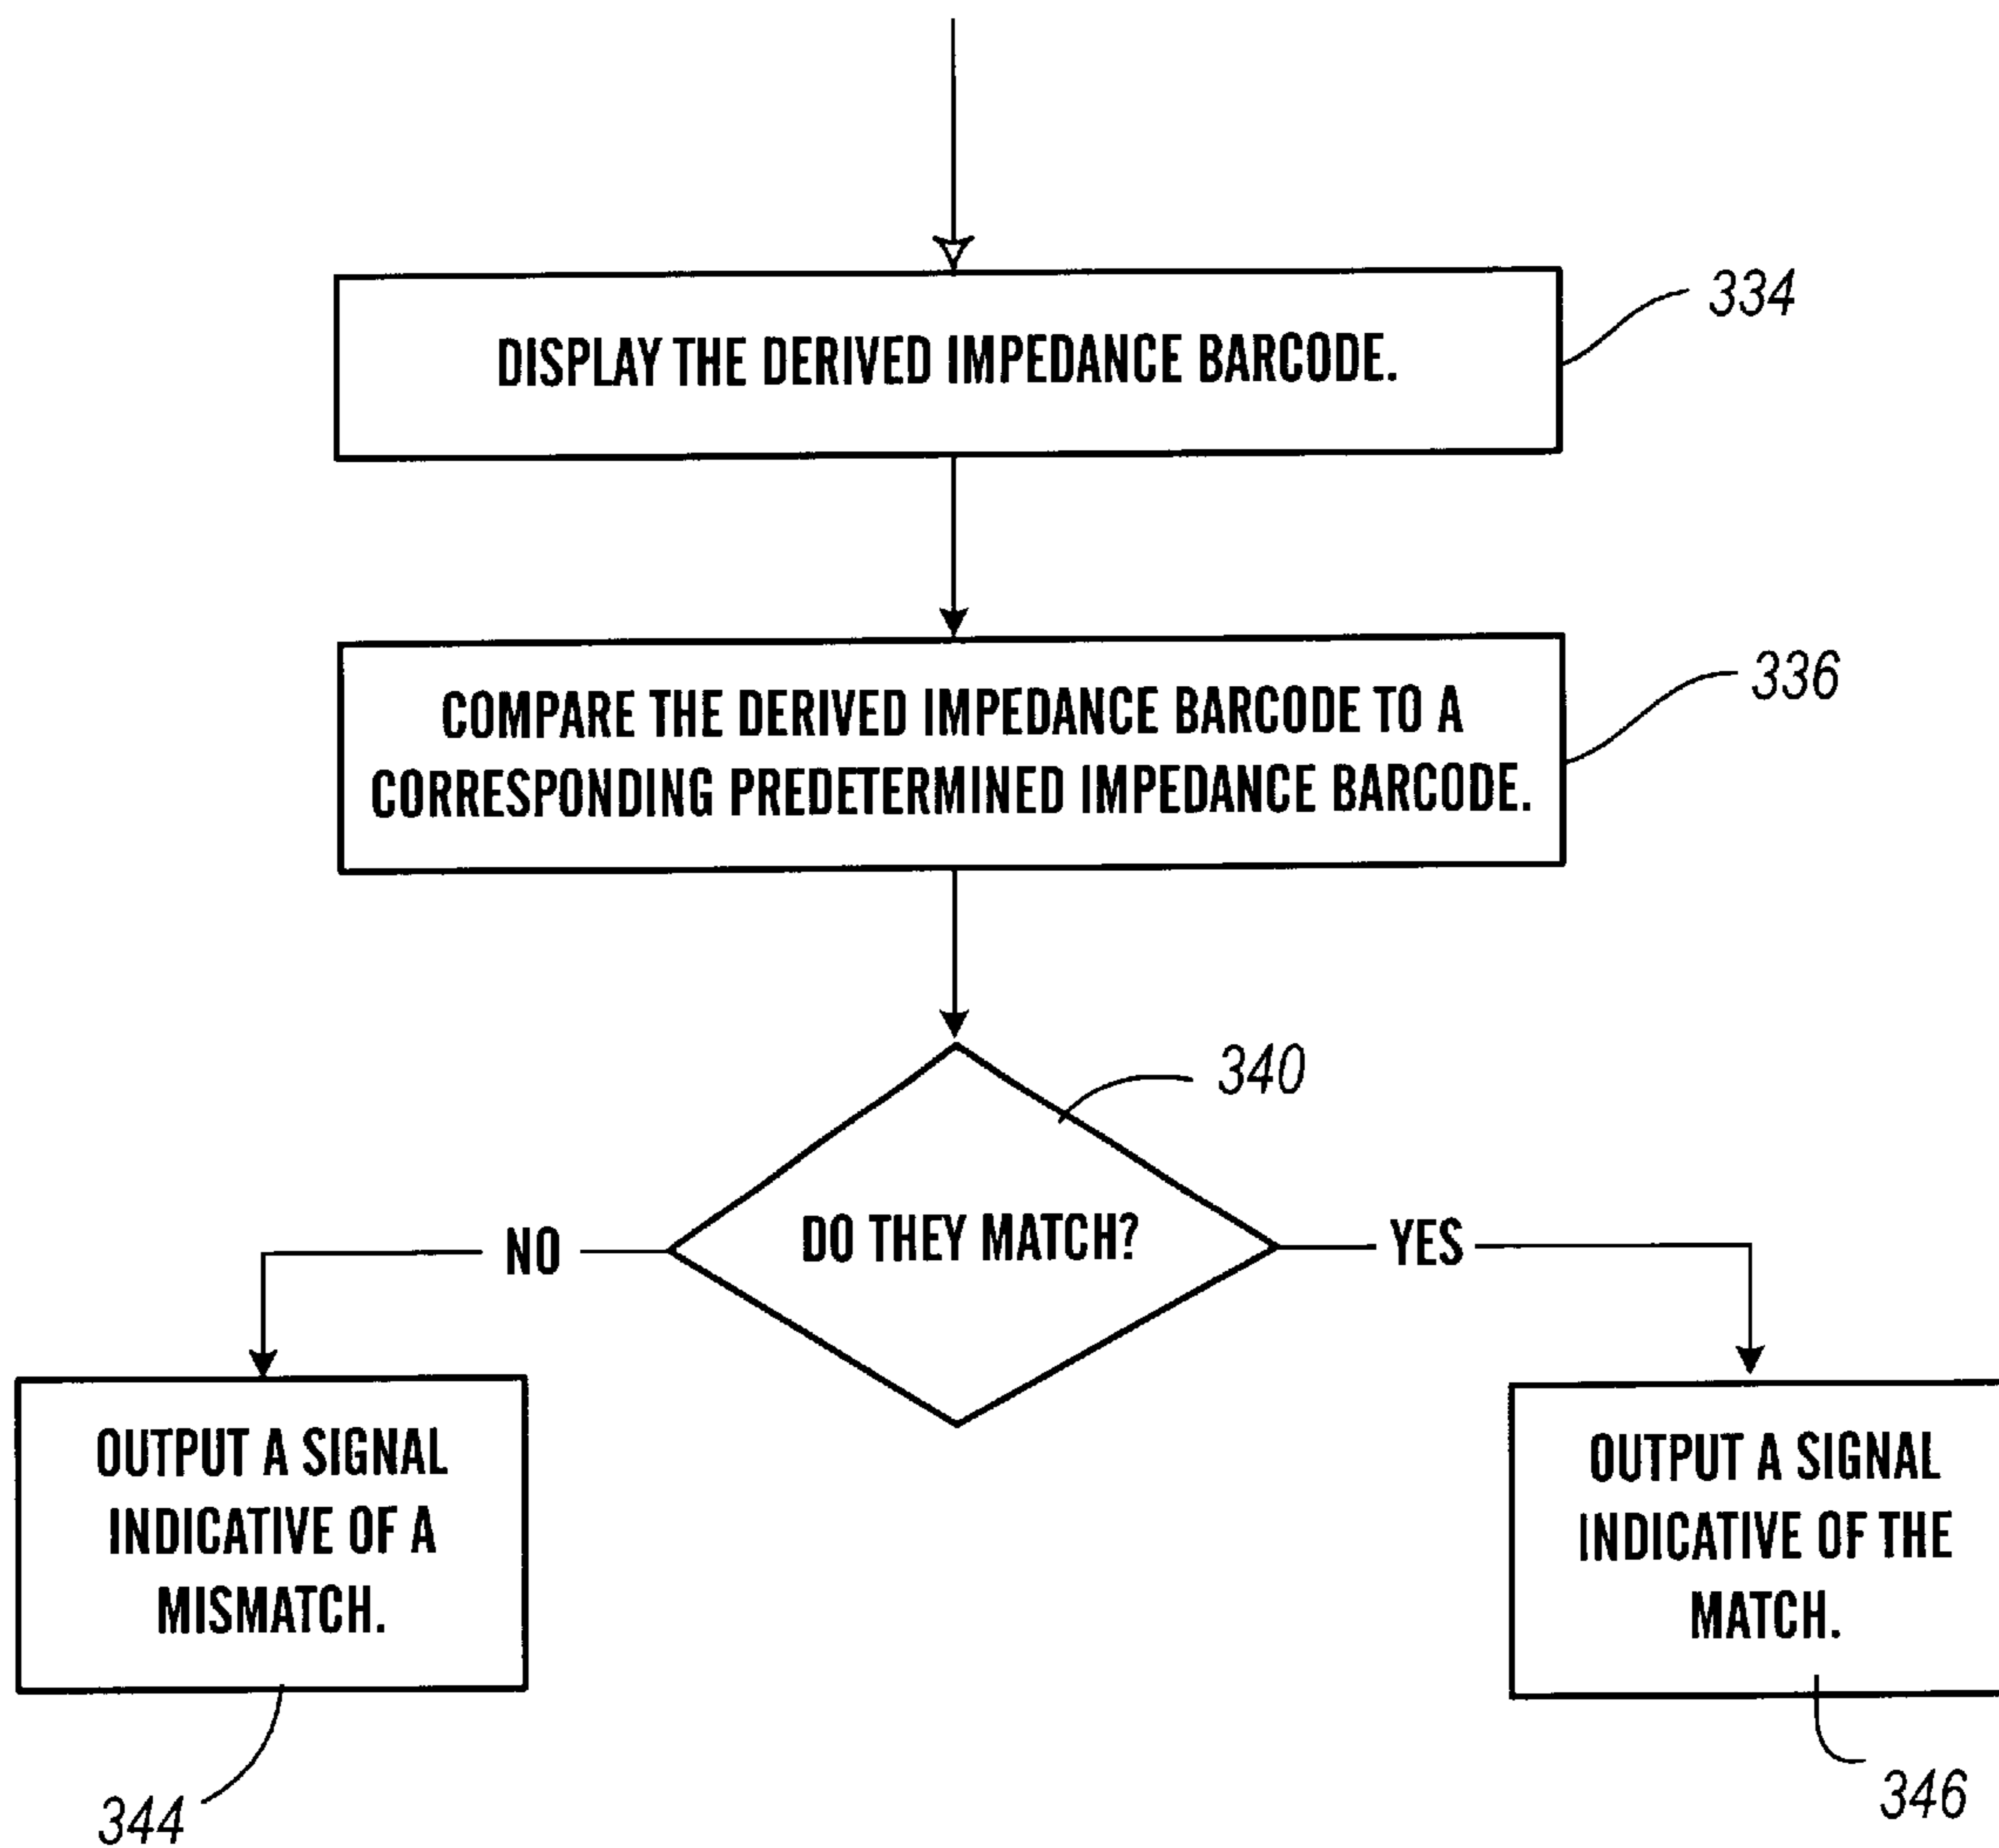 334
DISPLAY THE DERIVED IMPEDANCE BARCODE.
336
COMPARE THE DERIVED IMPEDANCE BARCODE TO A
CORRESPONDING PREDETERMINED IMPEDANCE BARCODE.
340
NO
DO THEY MATCH?
YES
OUTPUT A SIGNAL
INDICATIVE OF A
MISMATCH.
OUTPUT A SIGNAL
INDICATIVE OF THE
MATCH.
344
346